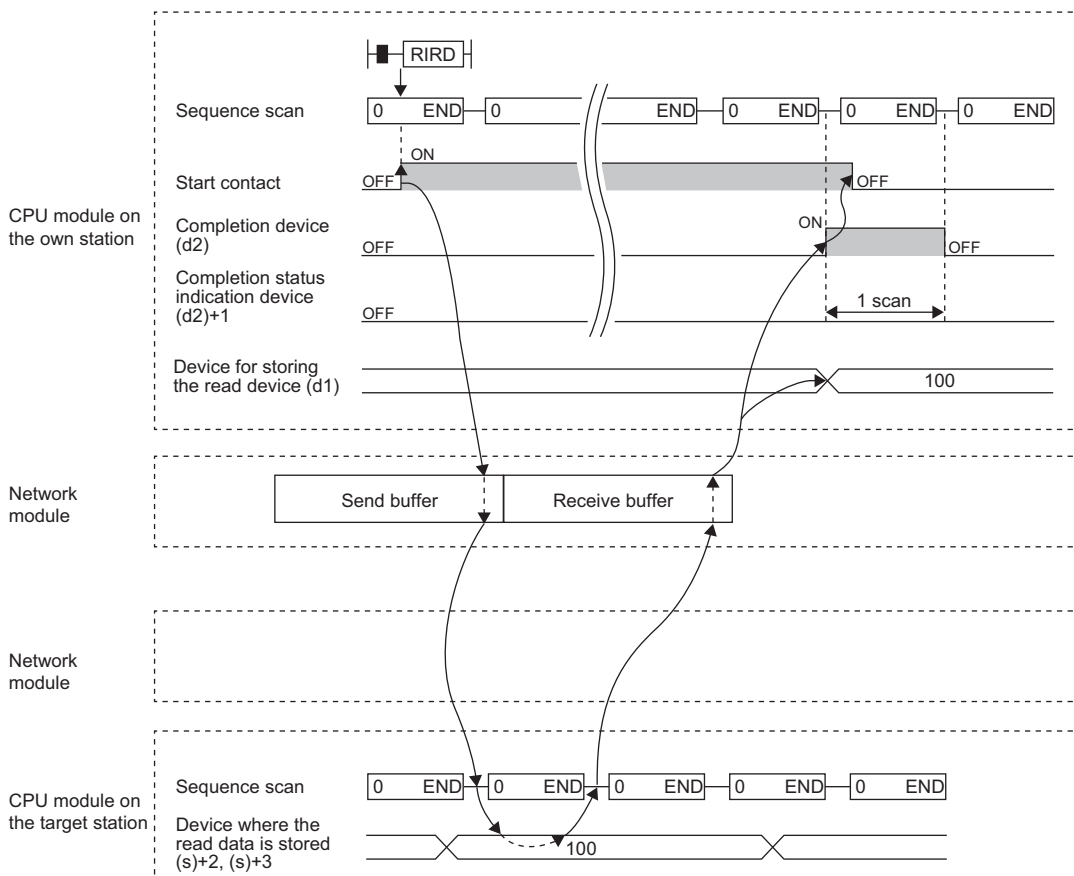 RIRD
Sequence scan
0 END 0 END 0 END 0 END 0 END
ON
Start contact
OFF OFF
CPU module on
the own station
Completion device
(d2)
ON
OFF OFF
Completion status
indication device
(d2)+1
OFF
1 scan
Device for storing
the read device (d1)
100
Network
module
Send buffer Receive buffer
Network
module
CPU module on
the target station
Sequence scan
0 END 0 END 0 END 0 END 0 END
Device where the
read data is stored
(s)+2, (s)+3
100